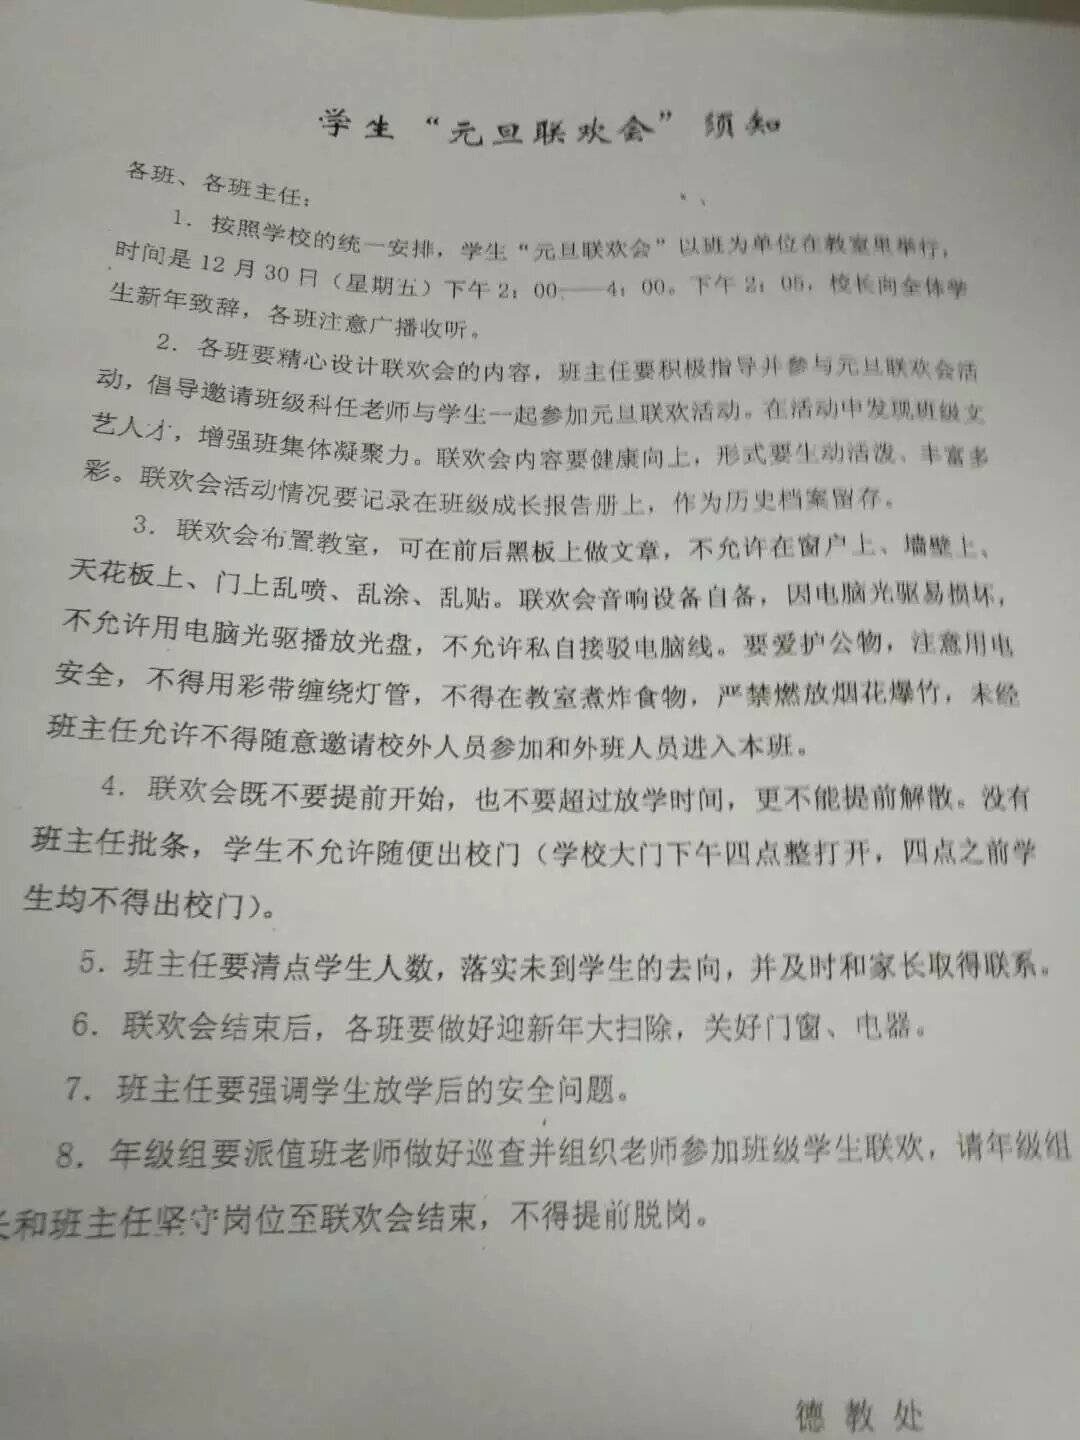 学生“元旦联欢会”须知
各班、各班主任：
1．按照学校的统一安排，学生“元旦联欢会”以班为单位在教室里举行，
时间是12月30日（星期五）下午2：00——4：00。下午2：05，校长向全体学
生新年致辞，各班注意广播收听。
2．各班要精心设计联欢会的内容，班主任要积极指导并参与元旦联欢会活
动，倡导邀请班级科任老师与学生一起参加元旦联欢活动。在活动中发现班级文
艺人才，增强班集体凝聚力。联欢会内容要健康向上，形式要生动活泼、丰富多
彩。联欢会活动情况要记录在班级成长报告册上，作为历史档案留存。
3．联欢会布置教室，可在前后黑板上做文章，不允许在窗户上、墙壁上、
天花板上、门上乱喷、乱涂、乱贴。联欢会音响设备自备，因电脑光驱易损坏，
不允许用电脑光驱播放光盘，不允许私自接驳电脑线。要爱护公物，注意用电
安全，不得用彩带缠绕灯管，不得在教室煮炸食物，严禁燃放烟花爆竹，未经
班主任允许不得随意邀请校外人员参加和外班人员进入本班。
4．联欢会既不要提前开始，也不要超过放学时间，更不能提前解散。没有
班主任批条，学生不允许随便出校门（学校大门下午四点整打开，四点之前学
生均不得出校门）。
5．班主任要清点学生人数，落实未到学生的去向，并及时和家长取得联系。
6．联欢会结束后，各班要做好迎新年大扫除，关好门窗、电器。
7．班主任要强调学生放学后的安全问题。
8．年级组要派值班老师做好巡查并组织老师参加班级学生联欢，请年级组
长和班主任坚守岗位至联欢会结束，不得提前脱岗。
德教处